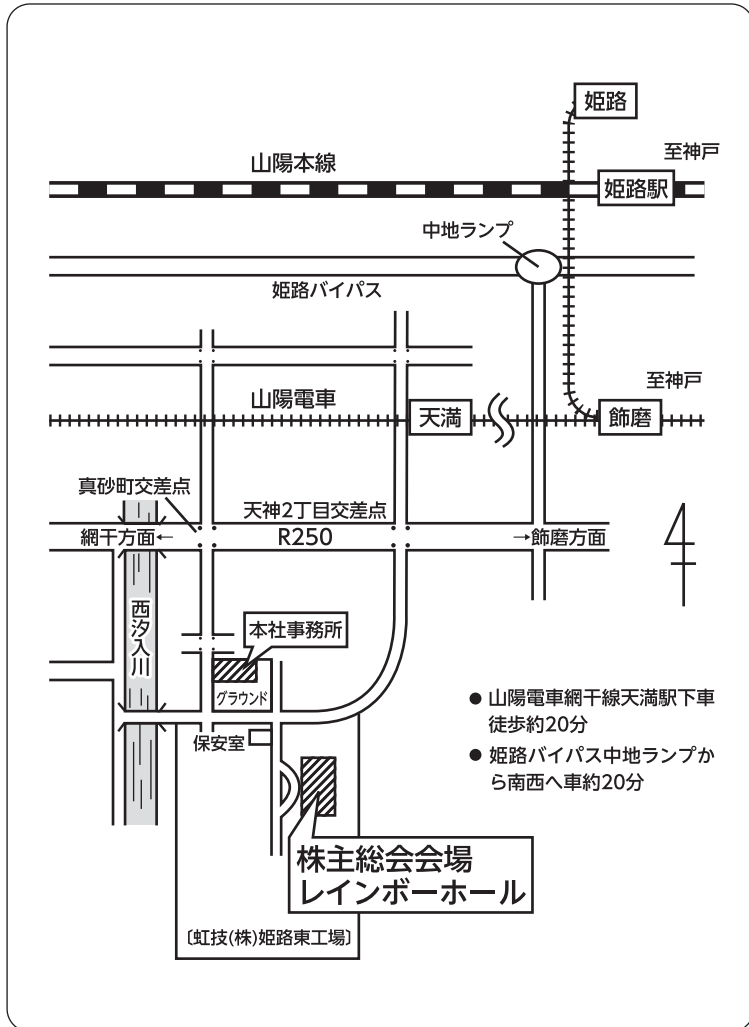 姫路
至神戸
山陽本線
姫路駅
中地ランプ
姫路バイパス
至神戸
山陽電車
天満
飾磨
真砂町交差点
天神2丁目交差点
網干方面←
R250
→飾磨方面
西汐入川
本社事務所
グラウンド
保安室
● 山陽電車網干線天満駅下車
徒歩約20分
● 姫路バイパス中地ランプか
ら南西へ車約20分
株主総会会場
レインボーホール
〔虹技(株)姫路東工場〕